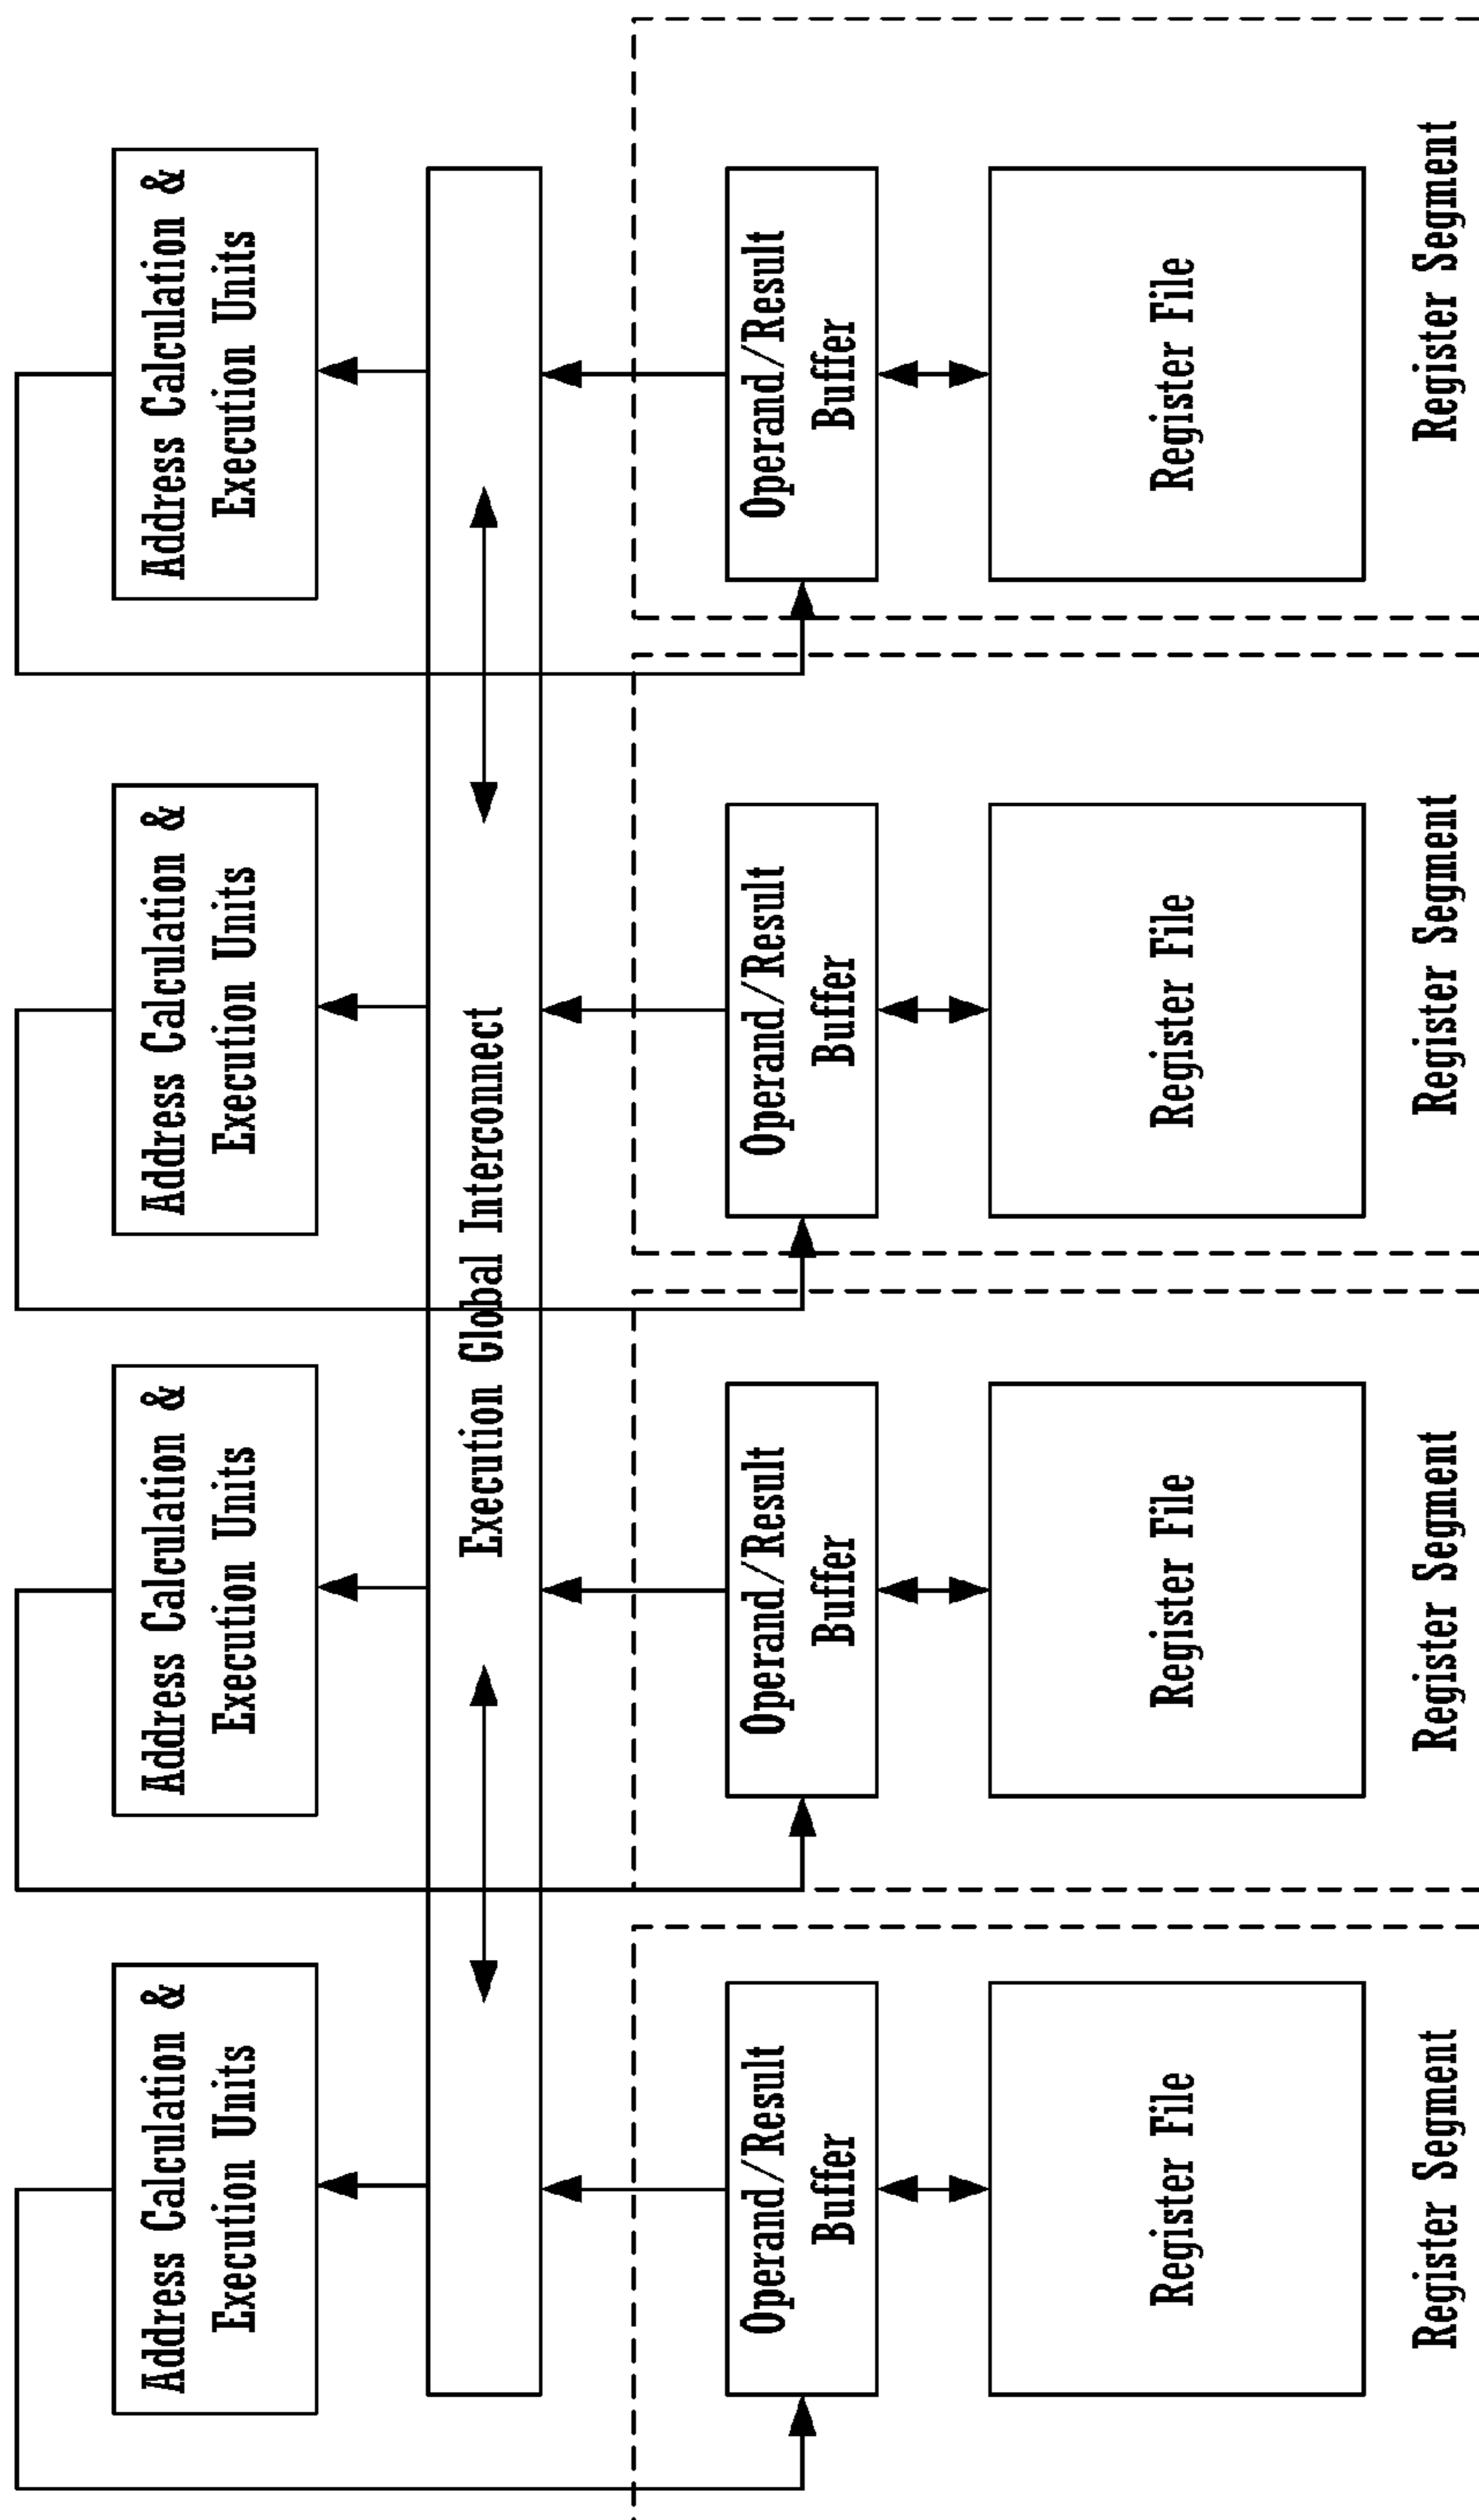 Address Calculation &
Execution Units
Address Calculation &
Execution Units
Address Calculation &
Execution Units
Address Calculation &
Execution Units
Execution Global Interconnect
Operand/Result
Buffer
Operand/Result
Buffer
Operand/Result
Buffer
Operand/Result
Buffer
Register File
Register File
Register File
Register File
Register Segment
Register Segment
Register Segment
Register Segment